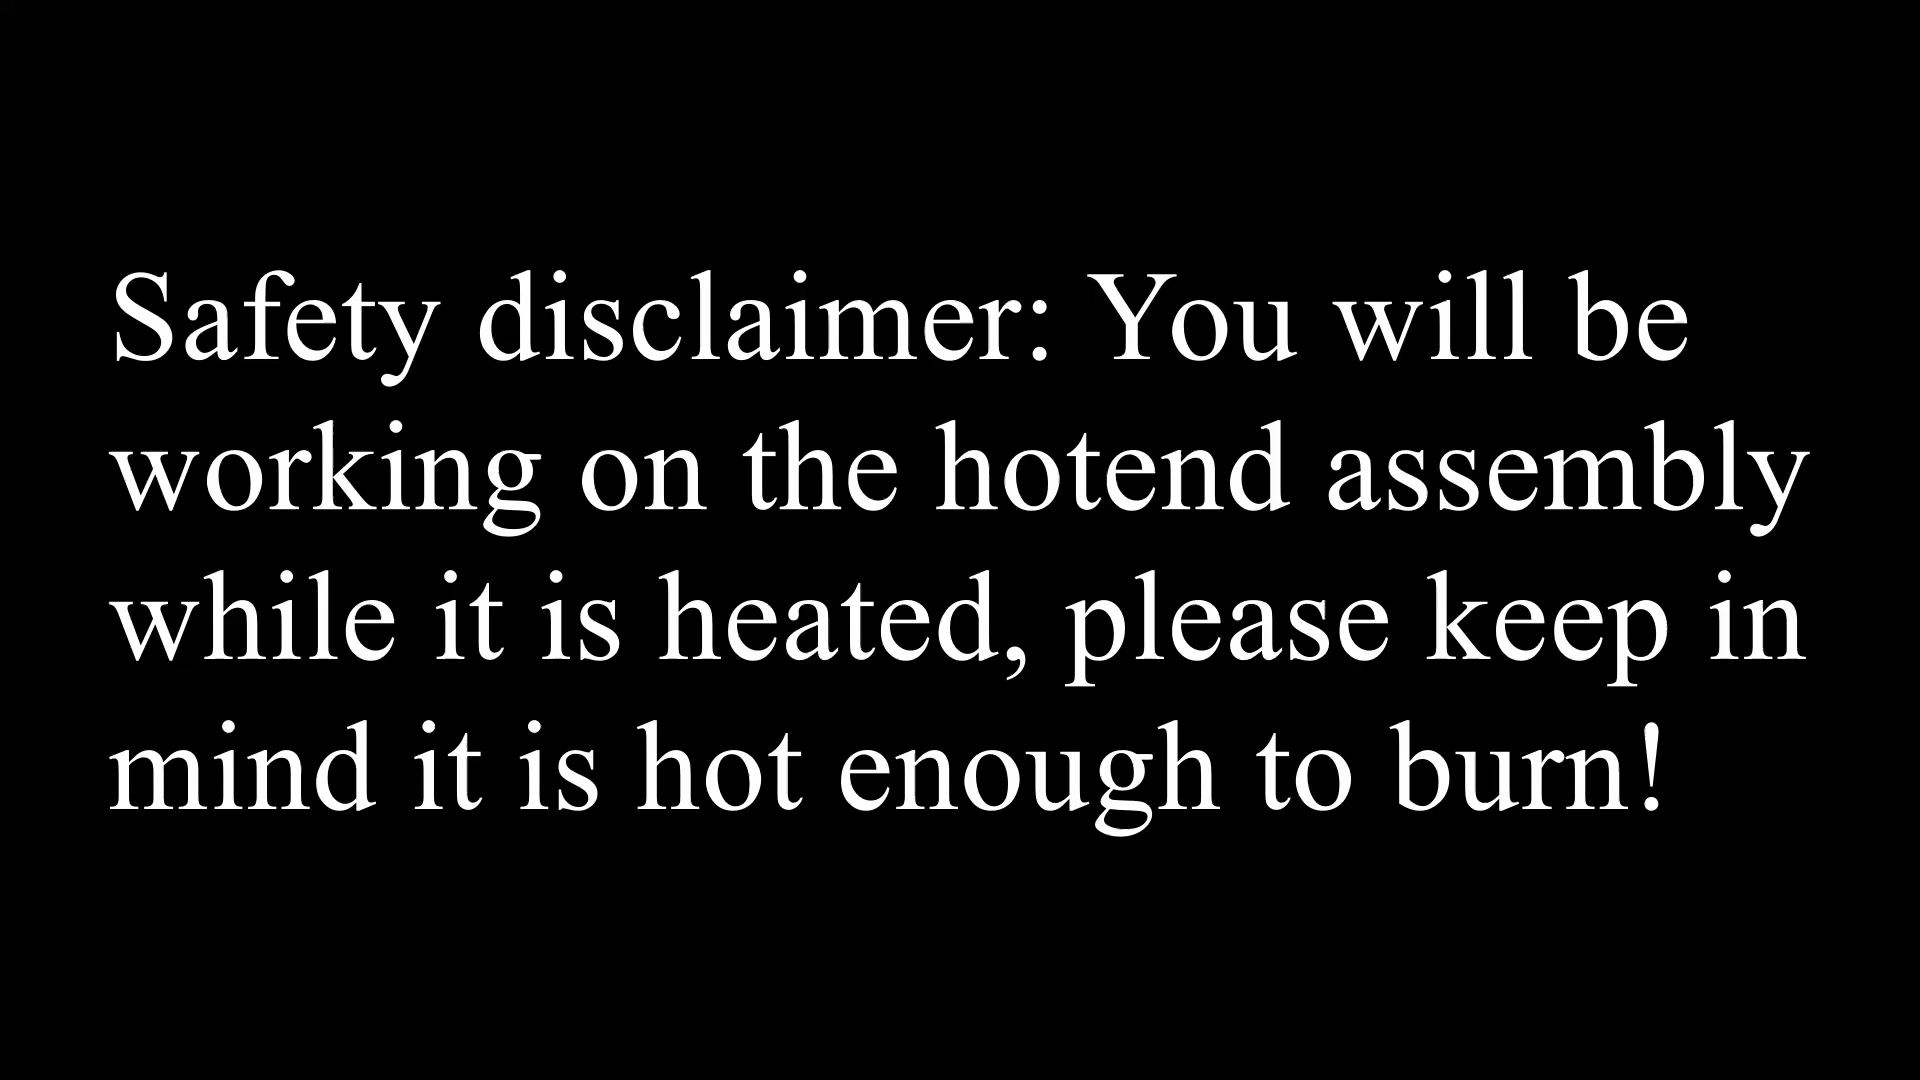 Safety disclaimer: You will be
working on the hotend assembly
while it is heated, please keep in
mind it is hot enough to burn!